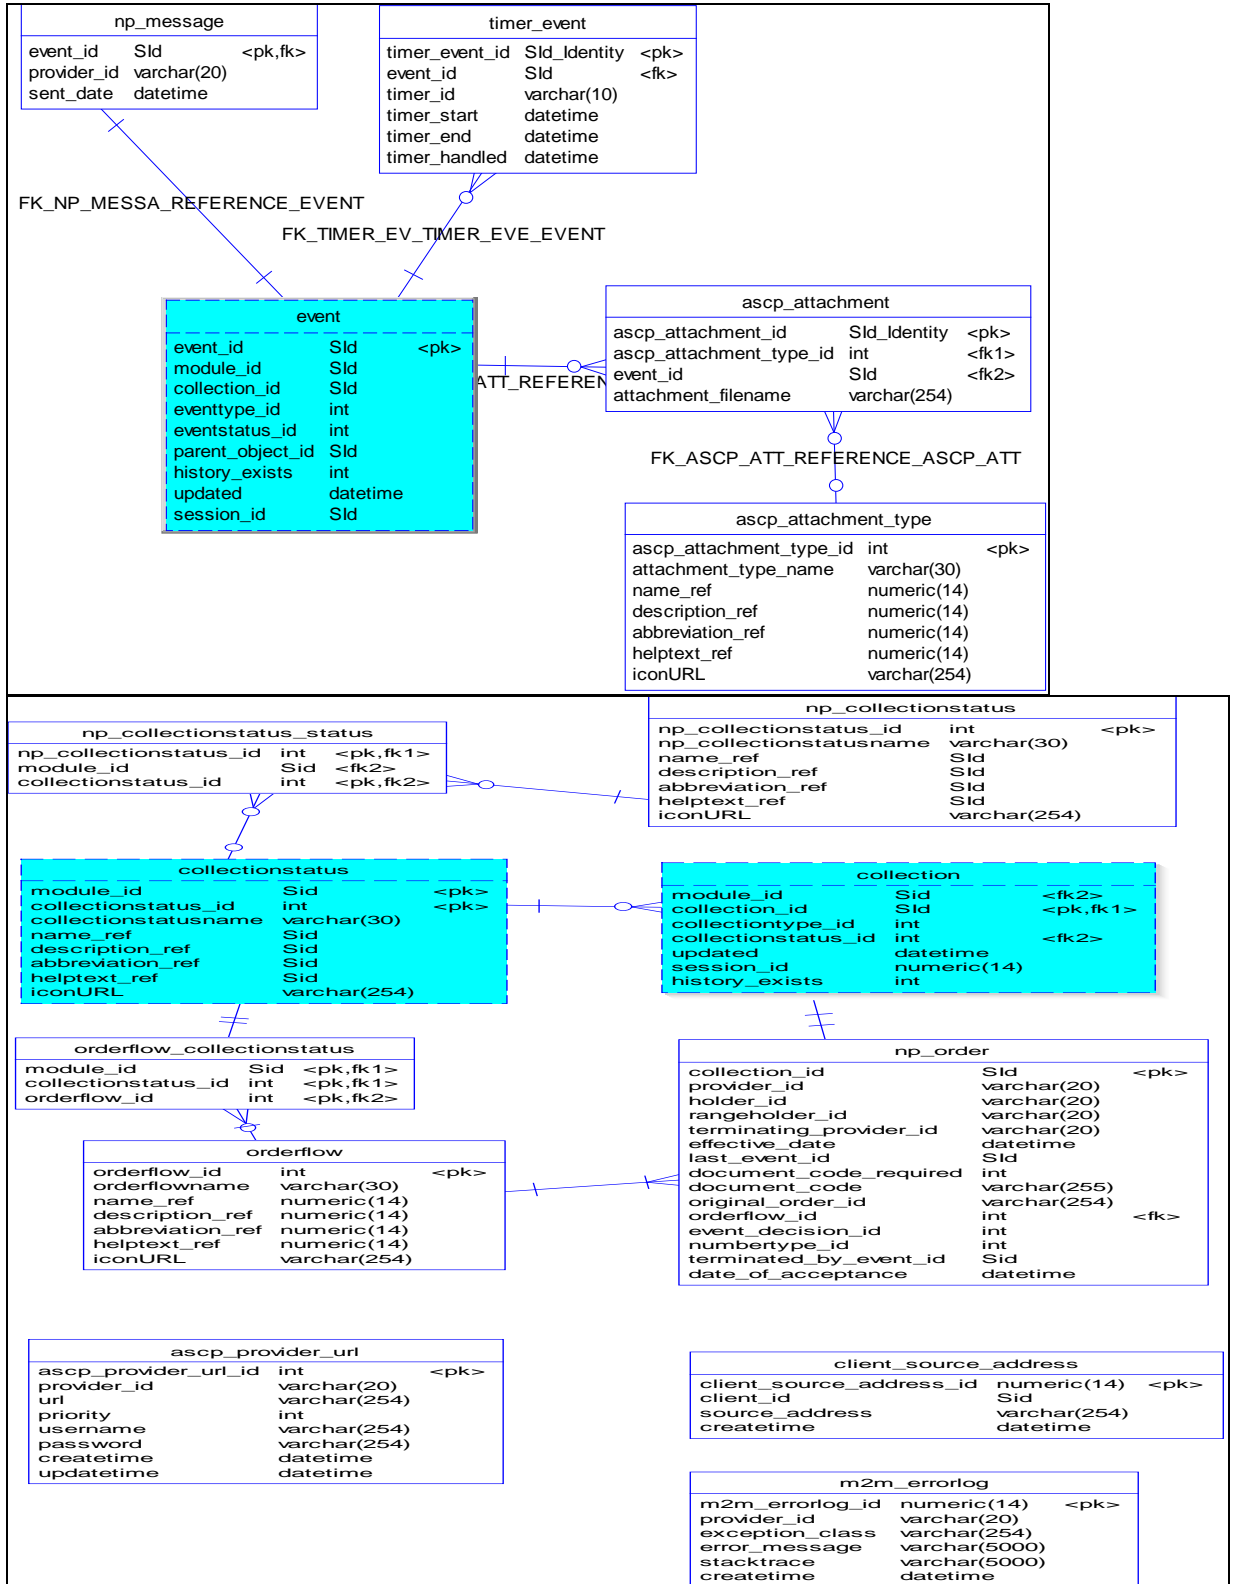 np_message
event_id SId <pk,fk>
provider_id varchar(20)
sent_date datetime
timer_event
timer_event_id SId_Identity <pk>
event_id SId <fk>
timer_id varchar(10)
timer_start datetime
timer_end datetime
timer_handled datetime
FK_NP_MESSA_REFERENCE_EVENT
FK_TIMER_EV_TIMER_EVE_EVENT
event
event_id SId <pk>
module_id SId
collection_id SId
eventtype_id int
eventstatus_id int
parent_object_id SId
history_exists int
updated datetime
session_id SId
ATT_REFEREN
ascp_attachment
ascp_attachment_id SId_Identity <pk>
ascp_attachment_type_id int <fk1>
event_id SId <fk2>
attachment_filename varchar(254)
FK_ASCP_ATT_REFERENCE_ASCP_ATT
ascp_attachment_type
ascp_attachment_type_id int <pk>
attachment_type_name varchar(30)
name_ref numeric(14)
description_ref numeric(14)
abbreviation_ref numeric(14)
helptext_ref numeric(14)
iconURL varchar(254)
np_collectionstatus_status
np_collectionstatus_id int <pk,fk1>
module_id Sid <fk2>
collectionstatus_id int <pk,fk2>
np_collectionstatus
np_collectionstatus_id int <pk>
np_collectionstatusname varchar(30)
name_ref SId
description_ref SId
abbreviation_ref SId
helptext_ref SId
iconURL varchar(254)
collectionstatus
module_id Sid <pk>
collectionstatus_id int <pk>
collectionstatusname varchar(30)
name_ref Sid
description_ref Sid
abbreviation_ref Sid
helptext_ref Sid
iconURL varchar(254)
collection
module_id Sid <fk2>
collection_id SId <pk,fk1>
collectiontype_id int
collectionstatus_id int <fk2>
updated datetime
session_id numeric(14)
history_exists int
orderflow_collectionstatus
module_id Sid <pk,fk1>
collectionstatus_id int <pk,fk1>
orderflow_id int <pk,fk2>
np_order
collection_id SId <pk>
provider_id varchar(20)
holder_id varchar(20)
rangeholder_id varchar(20)
terminating_provider_id varchar(20)
effective_date datetime
last_event_id SId
document_code_required int
document_code varchar(255)
original_order_id varchar(254)
orderflow_id int <fk>
event_decision_id int
numbertype_id int
terminated_by_event_id Sid
date_of_acceptance datetime
orderflow
orderflow_id int <pk>
orderflowname varchar(30)
name_ref numeric(14)
description_ref numeric(14)
abbreviation_ref numeric(14)
helptext_ref numeric(14)
iconURL varchar(254)
ascp_provider_url
ascp_provider_url_id int <pk>
provider_id varchar(20)
url varchar(254)
priority int
username varchar(254)
password varchar(254)
createtime datetime
updatetime datetime
client_source_address
client_source_address_id numeric(14) <pk>
client_id Sid
source_address varchar(254)
createtime datetime
m2m_errorlog
m2m_errorlog_id numeric(14) <pk>
provider_id varchar(20)
exception_class varchar(254)
error_message varchar(5000)
stacktrace varchar(5000)
createtime datetime